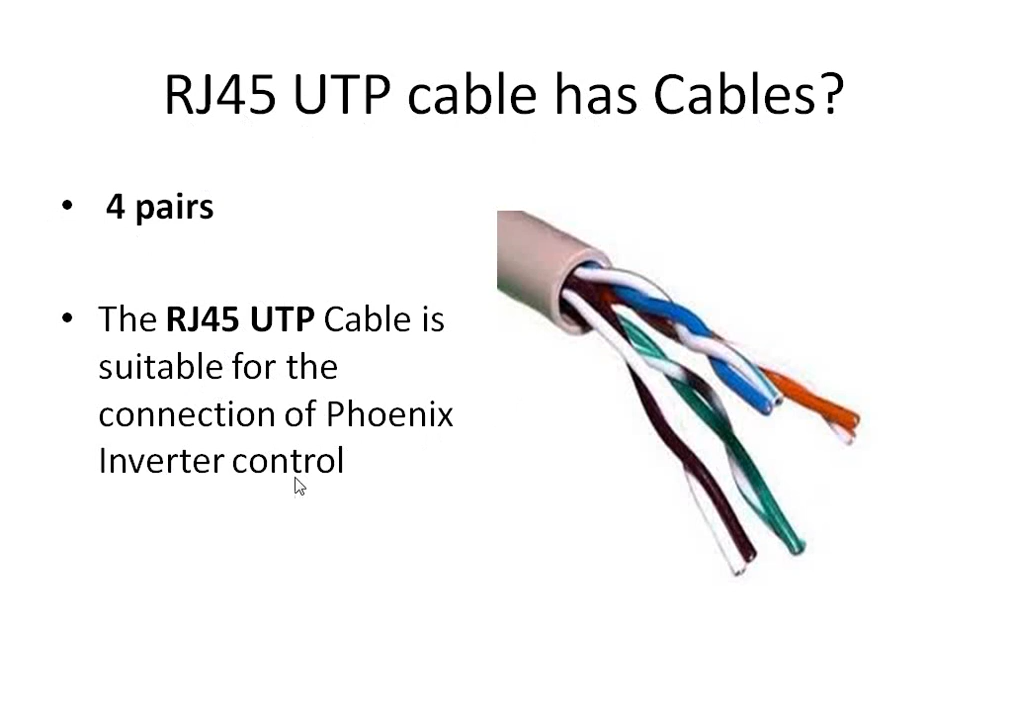 RJ45 UTP cable has Cables?
• 4 pairs
• The RJ45 UTP Cable is
suitable for the
connection of Phoenix
Inverter control